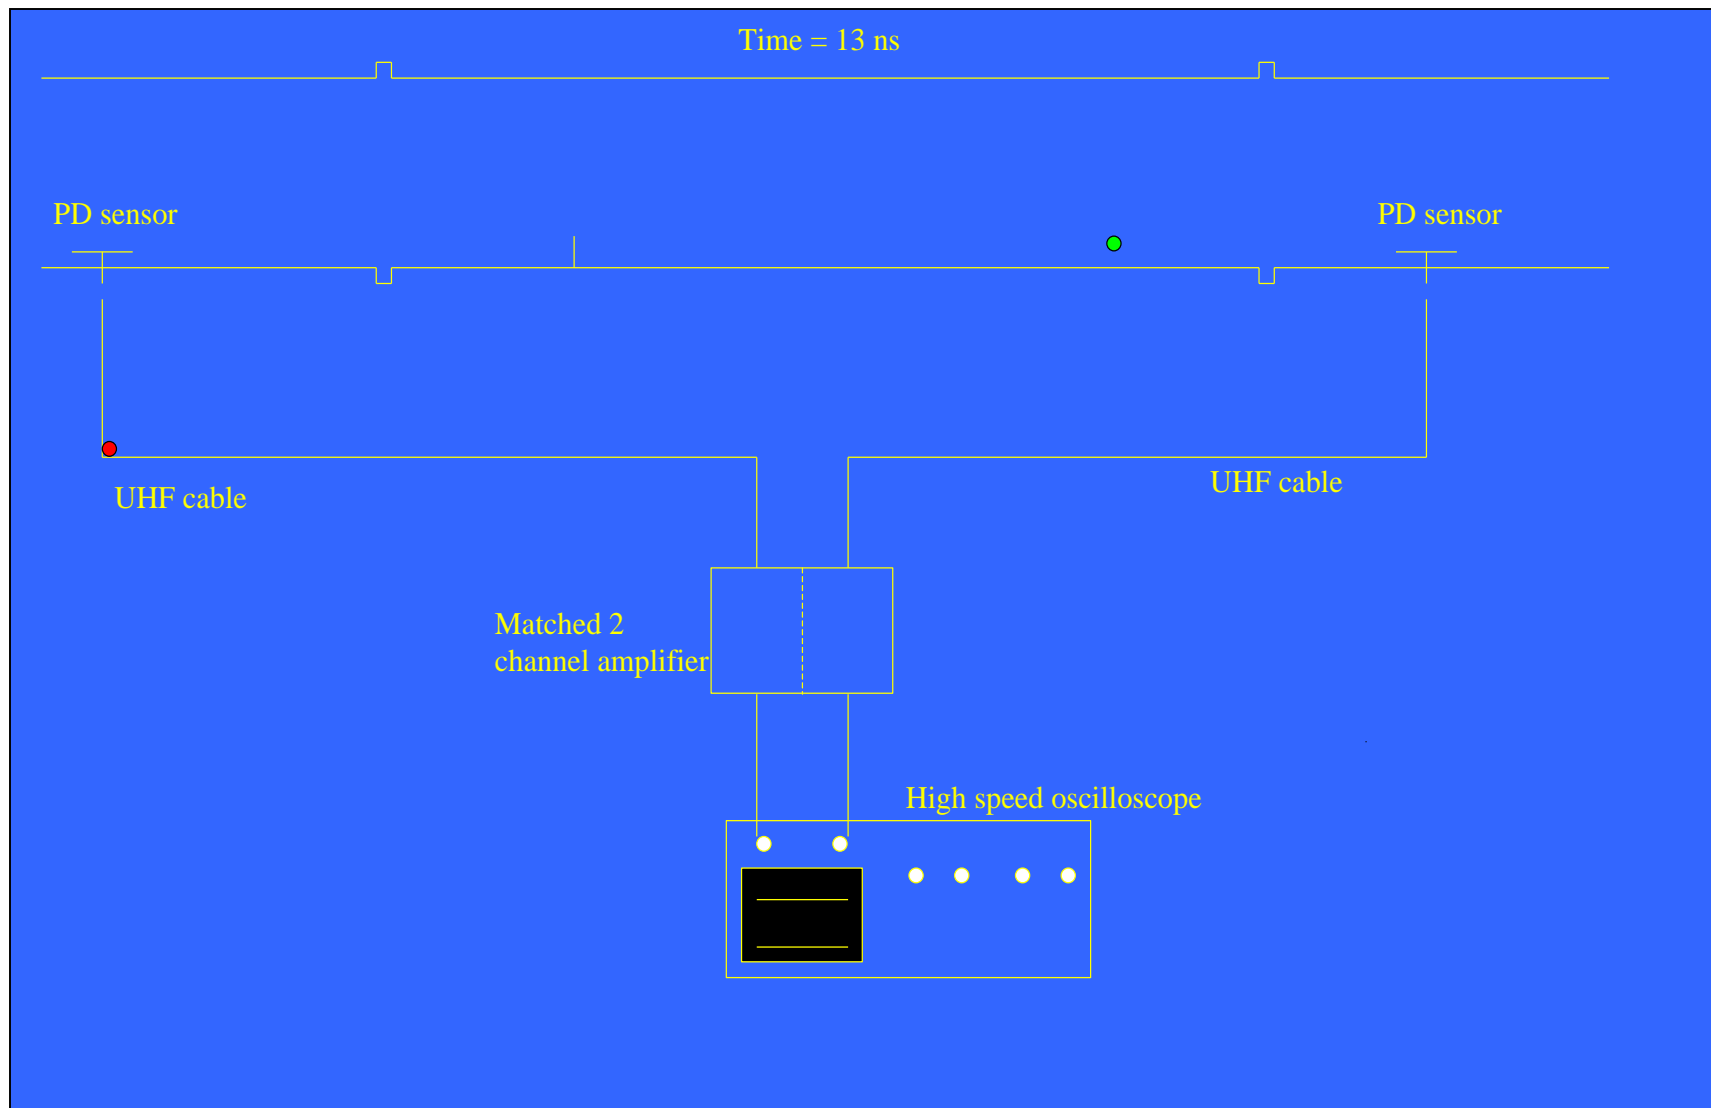 Time = 13 ns
PD sensor
PD sensor
UHF cable
UHF cable
Matched 2
channel amplifier
High speed oscilloscope